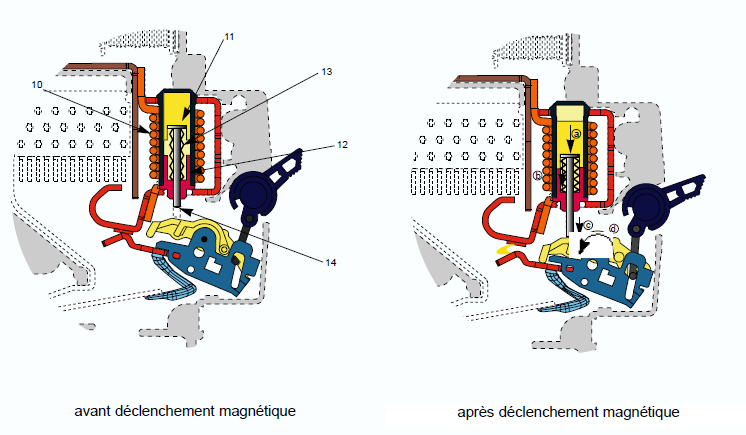 11
10
13
12
14
avant déclenchement magnétique
a
b
c
d
après déclenchement magnétique